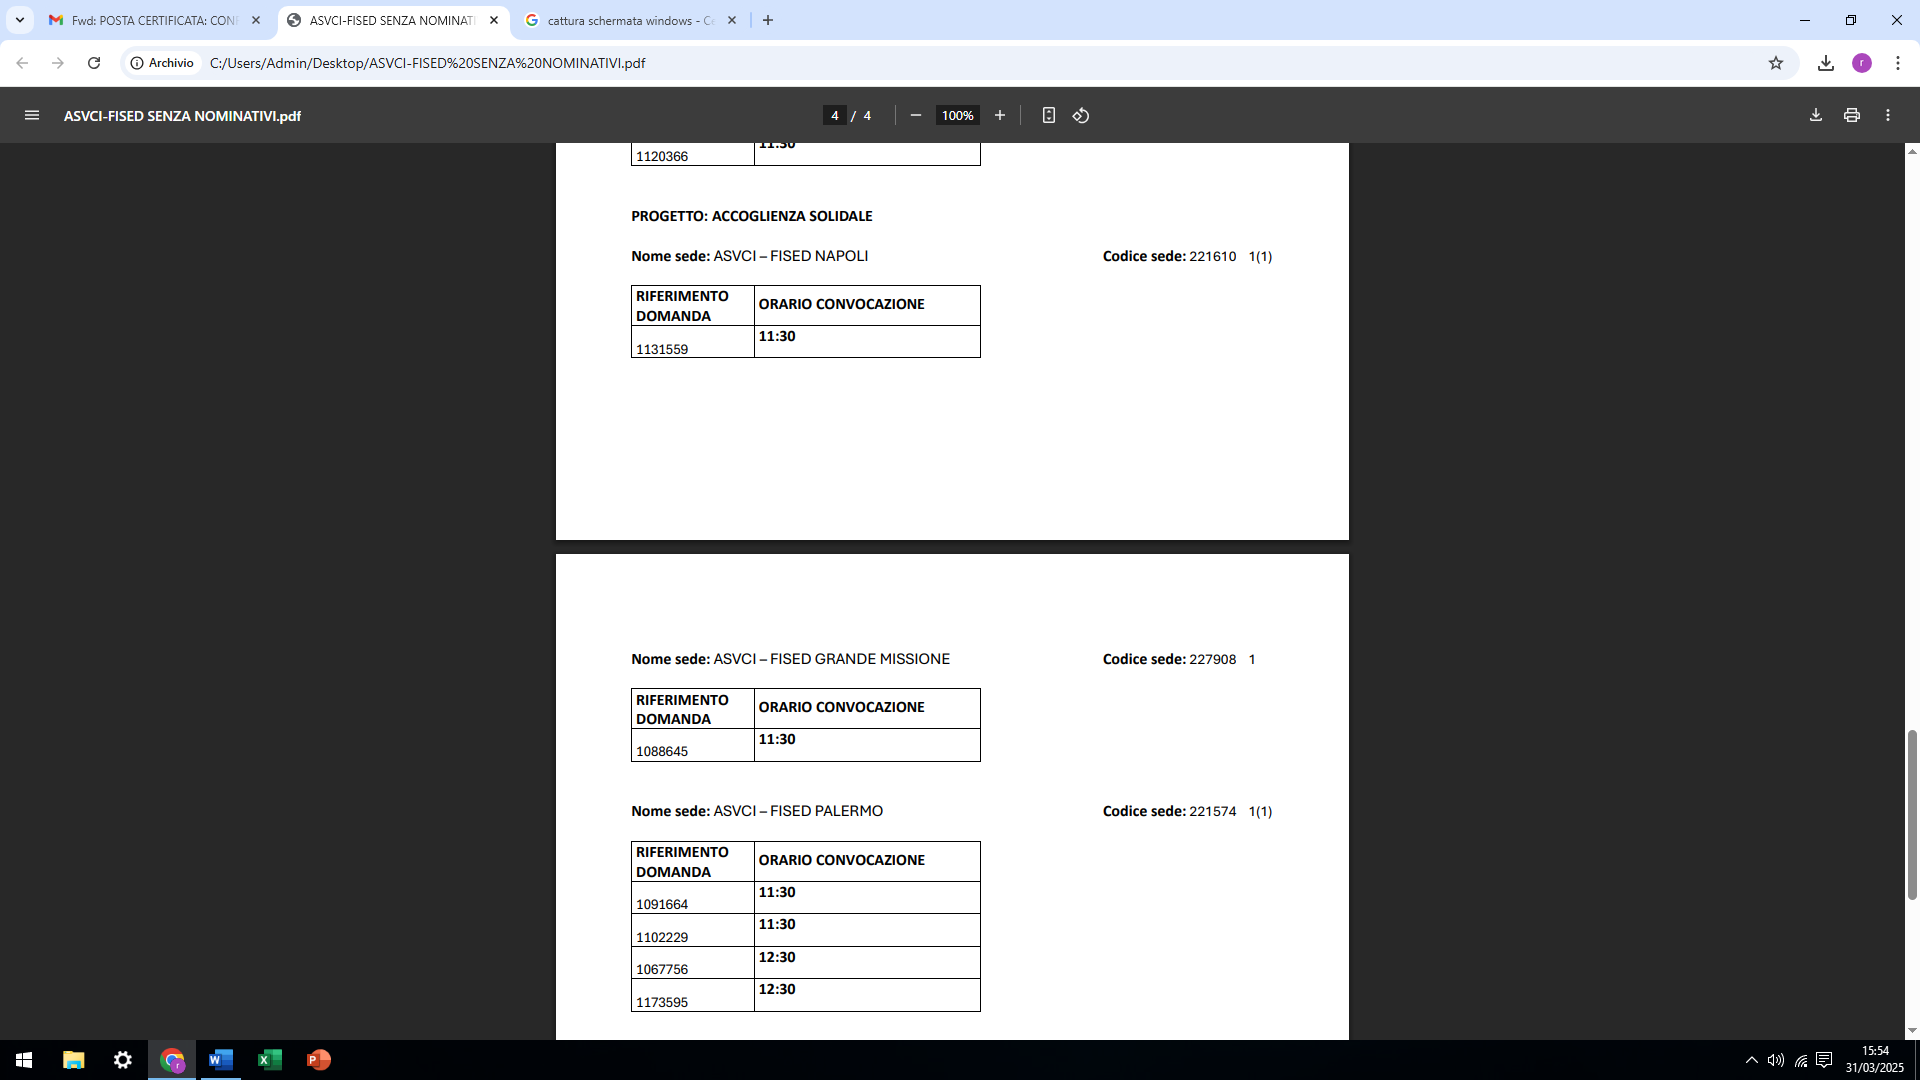 Fwd: POSTA CERTIFICATA: CON
ASVCI-FISED SENZA NOMINATI
cattura schermata windows - Ce
Archivio
C:/Users/Admin/Desktop/ASVCI-FISED%20SENZA%20NOMINATIVI.pdf
r
ASVCI-FISED SENZA NOMINATIVI.pdf
4 / 4
100%
11:30
1120366
PROGETTO: ACCOGLIENZA SOLIDALE
Nome sede: ASVCI – FISED NAPOLI Codice sede: 221610 1(1)
RIFERIMENTO
DOMANDA
ORARIO CONVOCAZIONE
11:30
1131559
Nome sede: ASVCI – FISED GRANDE MISSIONE Codice sede: 227908 1
RIFERIMENTO
DOMANDA
ORARIO CONVOCAZIONE
11:30
1088645
Nome sede: ASVCI – FISED PALERMO Codice sede: 221574 1(1)
RIFERIMENTO
DOMANDA
ORARIO CONVOCAZIONE
11:30
1091664
11:30
1102229
12:30
1067756
12:30
1173595
15:54
31/03/2025